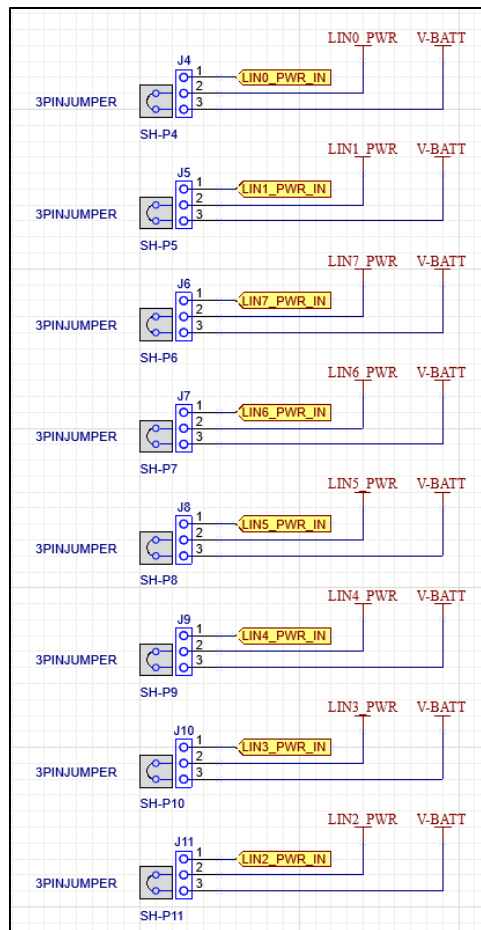 LIN0_PWR V-BATT
J4
1 LIN0_PWR_IN
2
3PINJUMPER 3
SH-P4
LIN1_PWR V-BATT
J5
1 LIN1_PWR_IN
2
3PINJUMPER 3
SH-P5
LIN7_PWR V-BATT
J6
1 LIN7_PWR_IN
2
3PINJUMPER 3
SH-P6
LIN6_PWR V-BATT
J7
1 LIN6_PWR_IN
2
3PINJUMPER 3
SH-P7
LIN5_PWR V-BATT
J8
1 LIN5_PWR_IN
2
3PINJUMPER 3
SH-P8
LIN4_PWR V-BATT
J9
1 LIN4_PWR_IN
2
3PINJUMPER 3
SH-P9
LIN3_PWR V-BATT
J10
1 LIN3_PWR_IN
2
3PINJUMPER 3
SH-P10
LIN2_PWR V-BATT
J11
1 LIN2_PWR_IN
2
3PINJUMPER 3
SH-P11